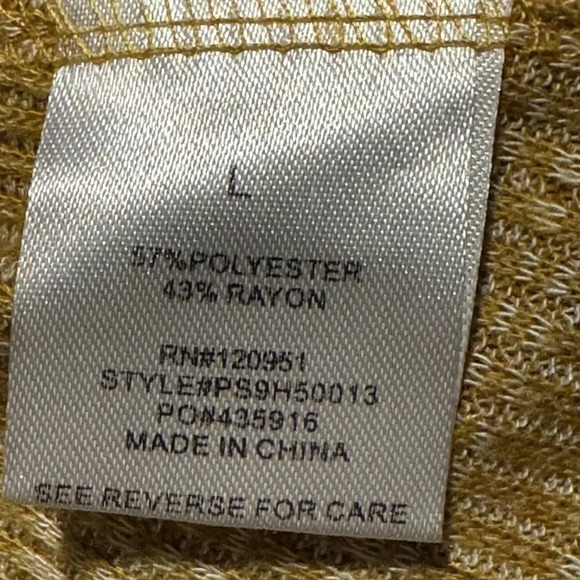 L
57%POLYESTER
43% RAYON
RN#120951
STYLE#PS9H50013
PO#435916
MADE IN CHINA
SEE REVERSE FOR CARE